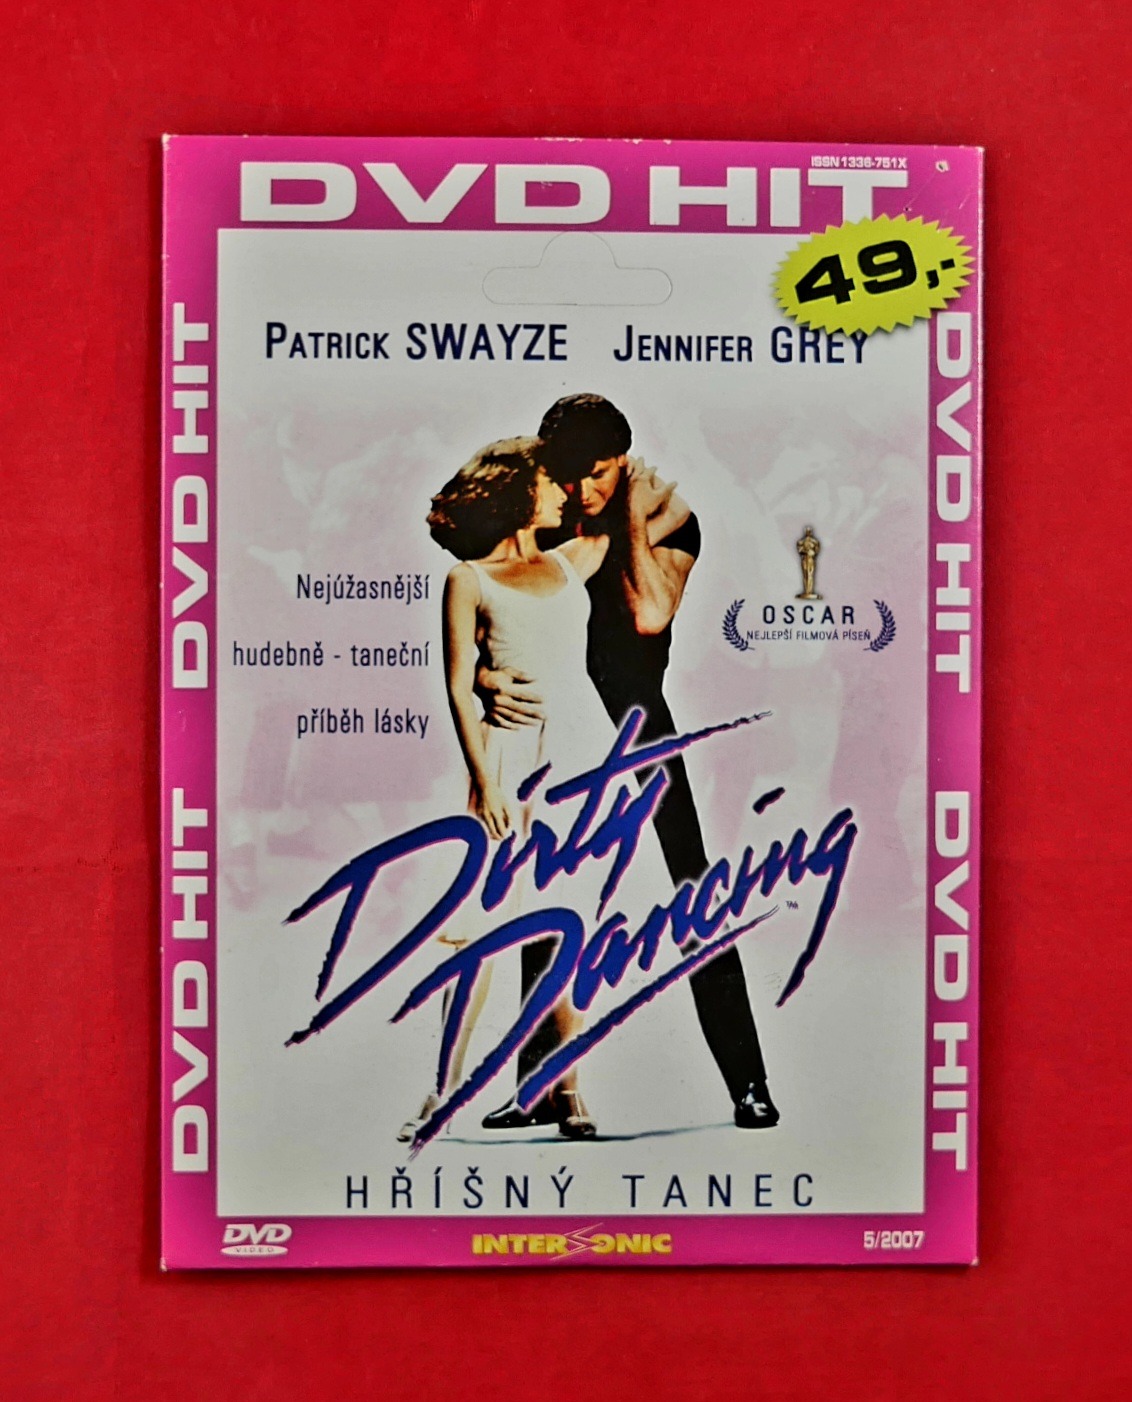 DVD HIT
ISSN 1336-751X
49,-
PATRICK SWAYZE JENNIFER GREY
Nejúžasnější
hudebně - taneční
příběh lásky
OSCAR
NEJLEPŠÍ FILMOVÁ PÍSEŇ
Dirty
Dancing
TM
HŘÍŠNÝ TANEC
DVD
VIDEO
INTERSONIC
5/2007
DVD HIT
DVD HIT
DVD HIT
DVD HIT